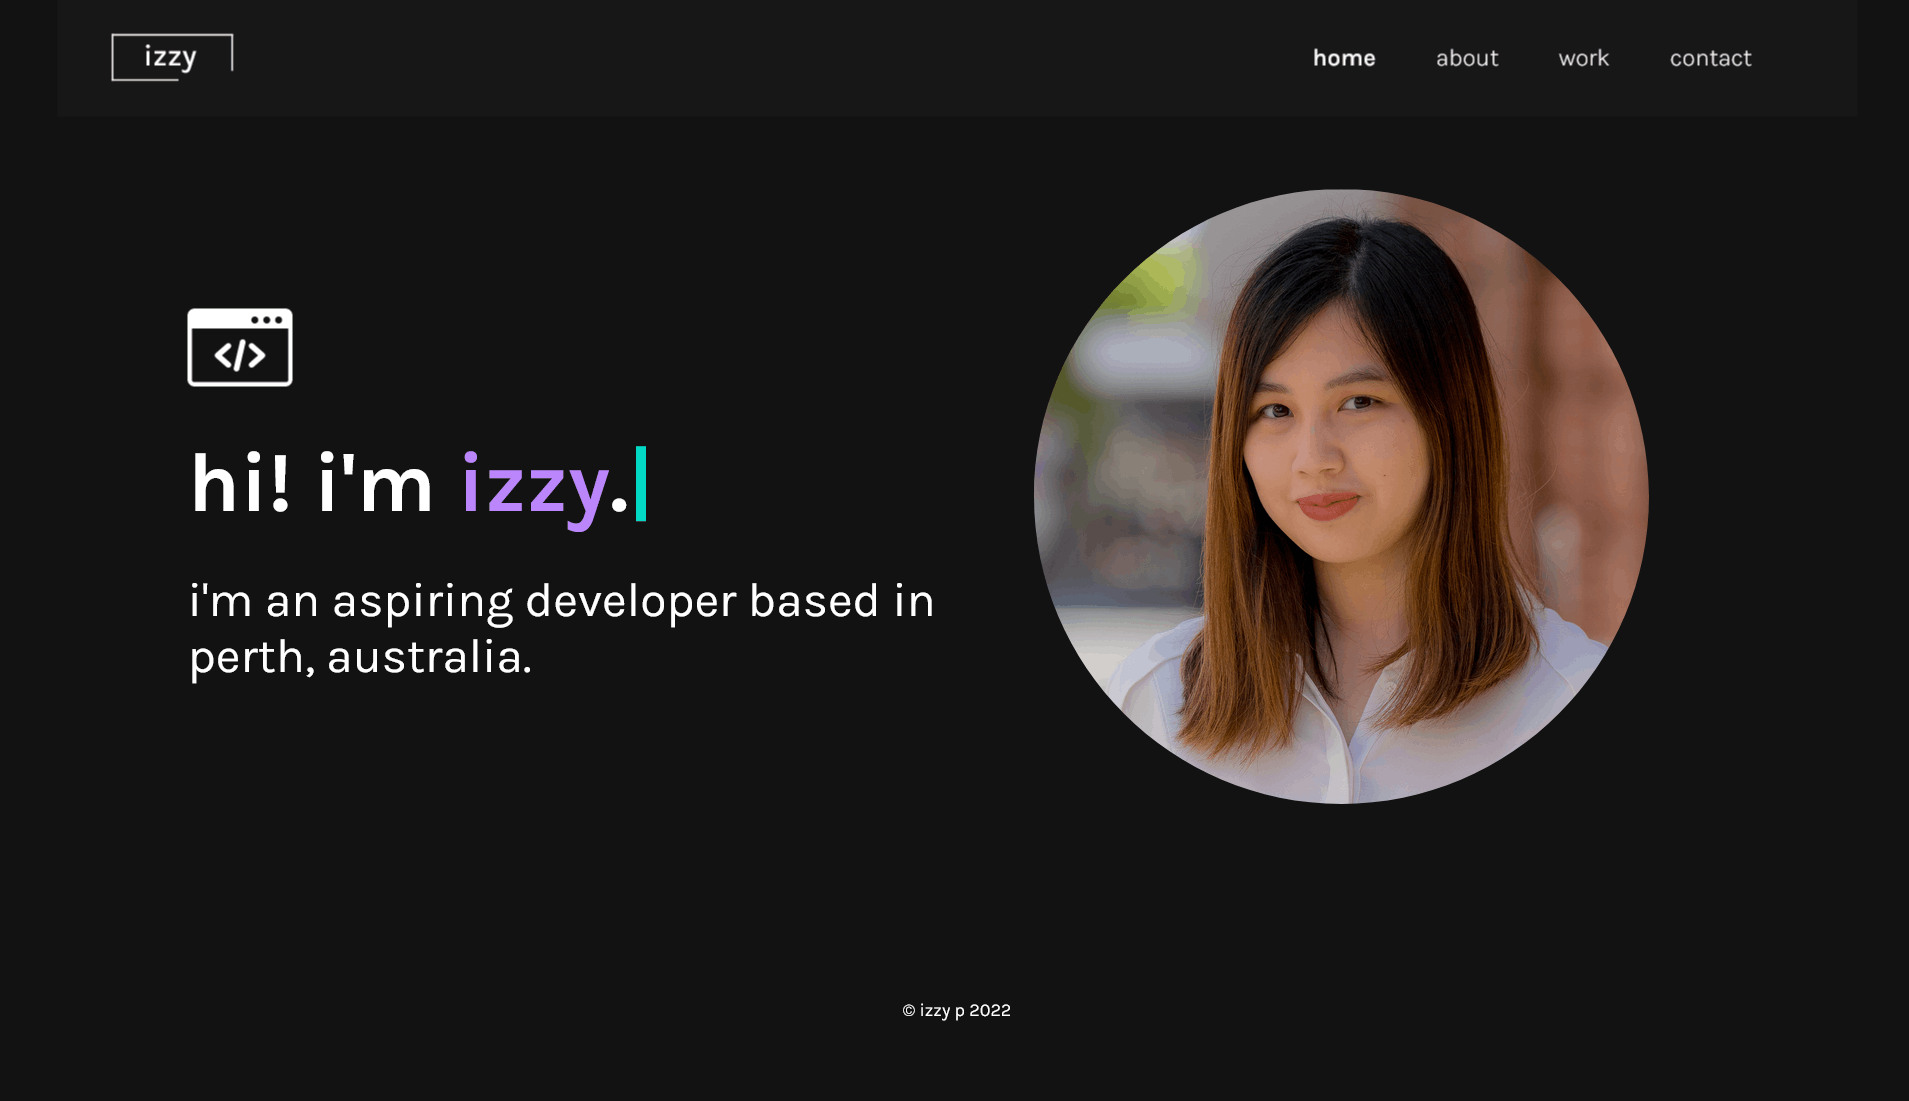 izzy
home about work contact
</>
hi! i'm izzy.
i'm an aspiring developer based in
perth, australia.
© izzy p 2022